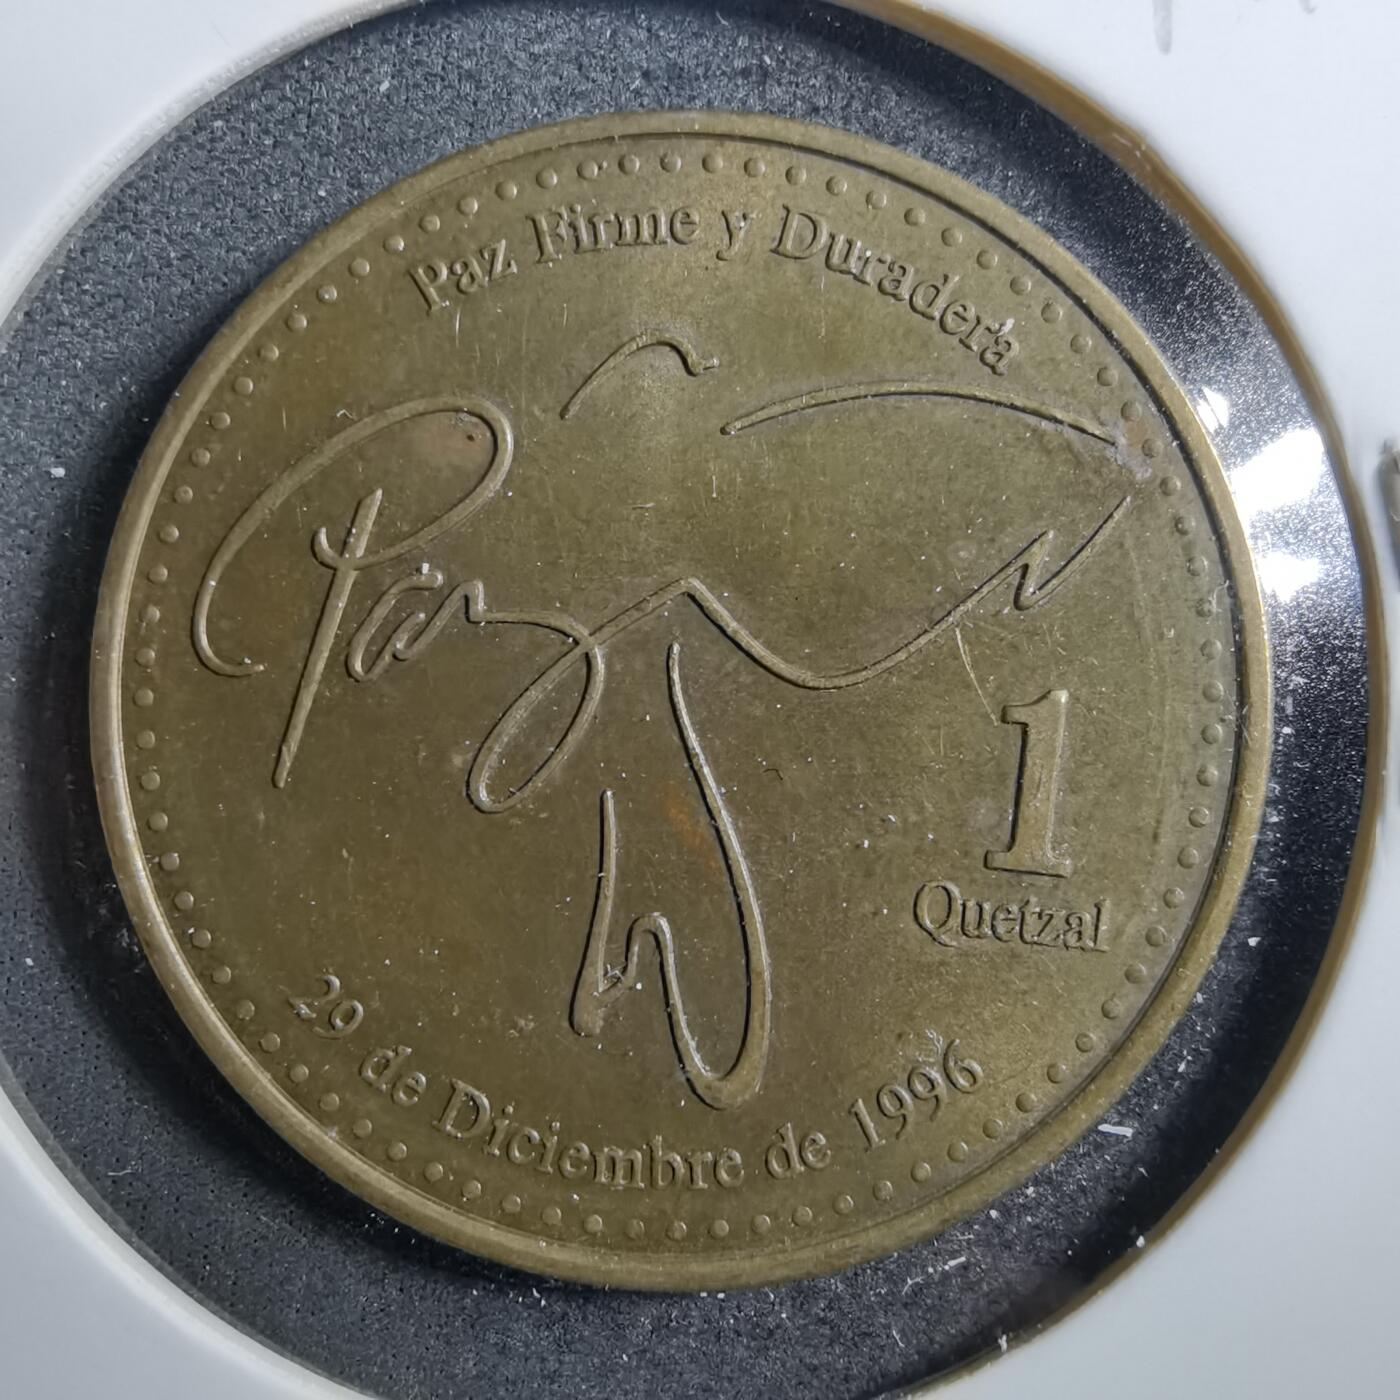 Paz Firme y Duradera
Paz
1
Quetzal
29 de Diciembre de 1996